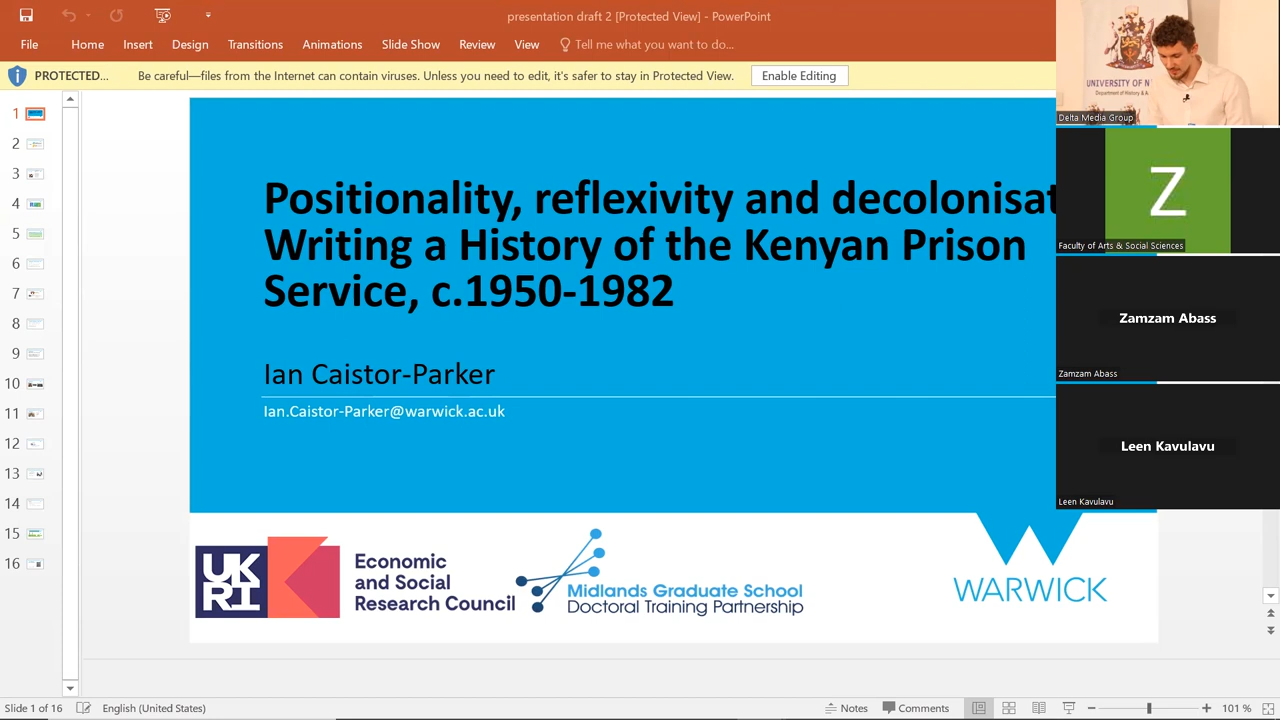 presentation draft 2 [Protected View] - PowerPoint
File Home Insert Design Transitions Animations Slide Show Review View Tell me what you want to do...
PROTECTED... Be careful—files from the Internet can contain viruses. Unless you need to edit, it's safer to stay in Protected View. Enable Editing
1
2
3
4
5
6
7
8
9
10
11
12
13
14
15
16
Positionality, reflexivity and decolonisat
Writing a History of the Kenyan Prison
Service, c.1950-1982
Ian Caistor-Parker
Ian.Caistor-Parker@warwick.ac.uk
UK
RI
Economic
and Social
Research Council
Midlands Graduate School
Doctoral Training Partnership
WARWICK
UNIVERSITY OF N
Department of History & A
Delta Media Group
Z
Faculty of Arts & Social Sciences
Zamzam Abass
Zamzam Abass
Leen Kavulavu
Leen Kavulavu
Slide 1 of 16 English (United States) Notes Comments 101 %